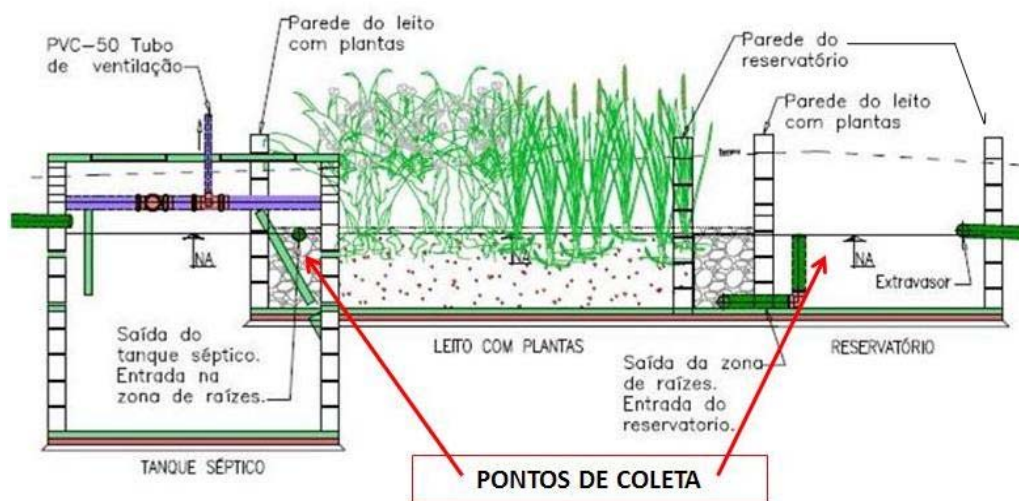 PVC-50 Tubo
de ventilação
Parede do leito
com plantas
Parede do
reservatório
Parede do leito
com plantas
NA
NA
NA
Extravasor
Saída do
tanque séptico.
Entrada na
zona de raízes.
LEITO COM PLANTAS
Saída da zona
de raízes.
Entrada do
reservatorio.
RESERVATÓRIO
TANQUE SÉPTICO
PONTOS DE COLETA